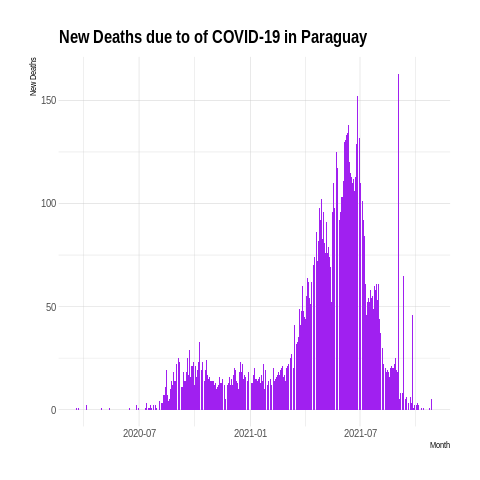 New Deaths due to of COVID-19 in Paraguay
New Deaths
150
100
50
0
2020-07
2021-01
2021-07
Month